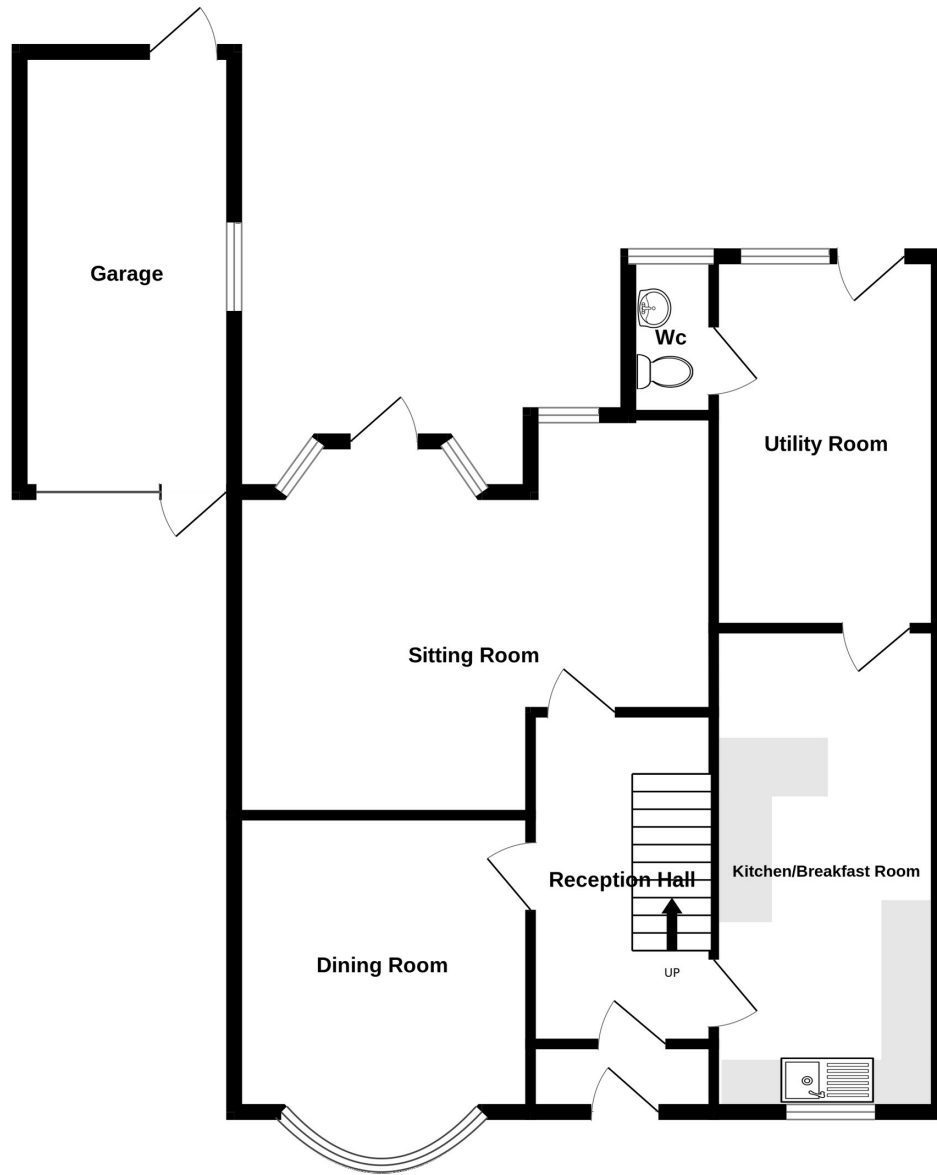 Garage
Wc
Utility Room
Sitting Room
Kitchen/Breakfast Room
Reception Hall
Dining Room
UP